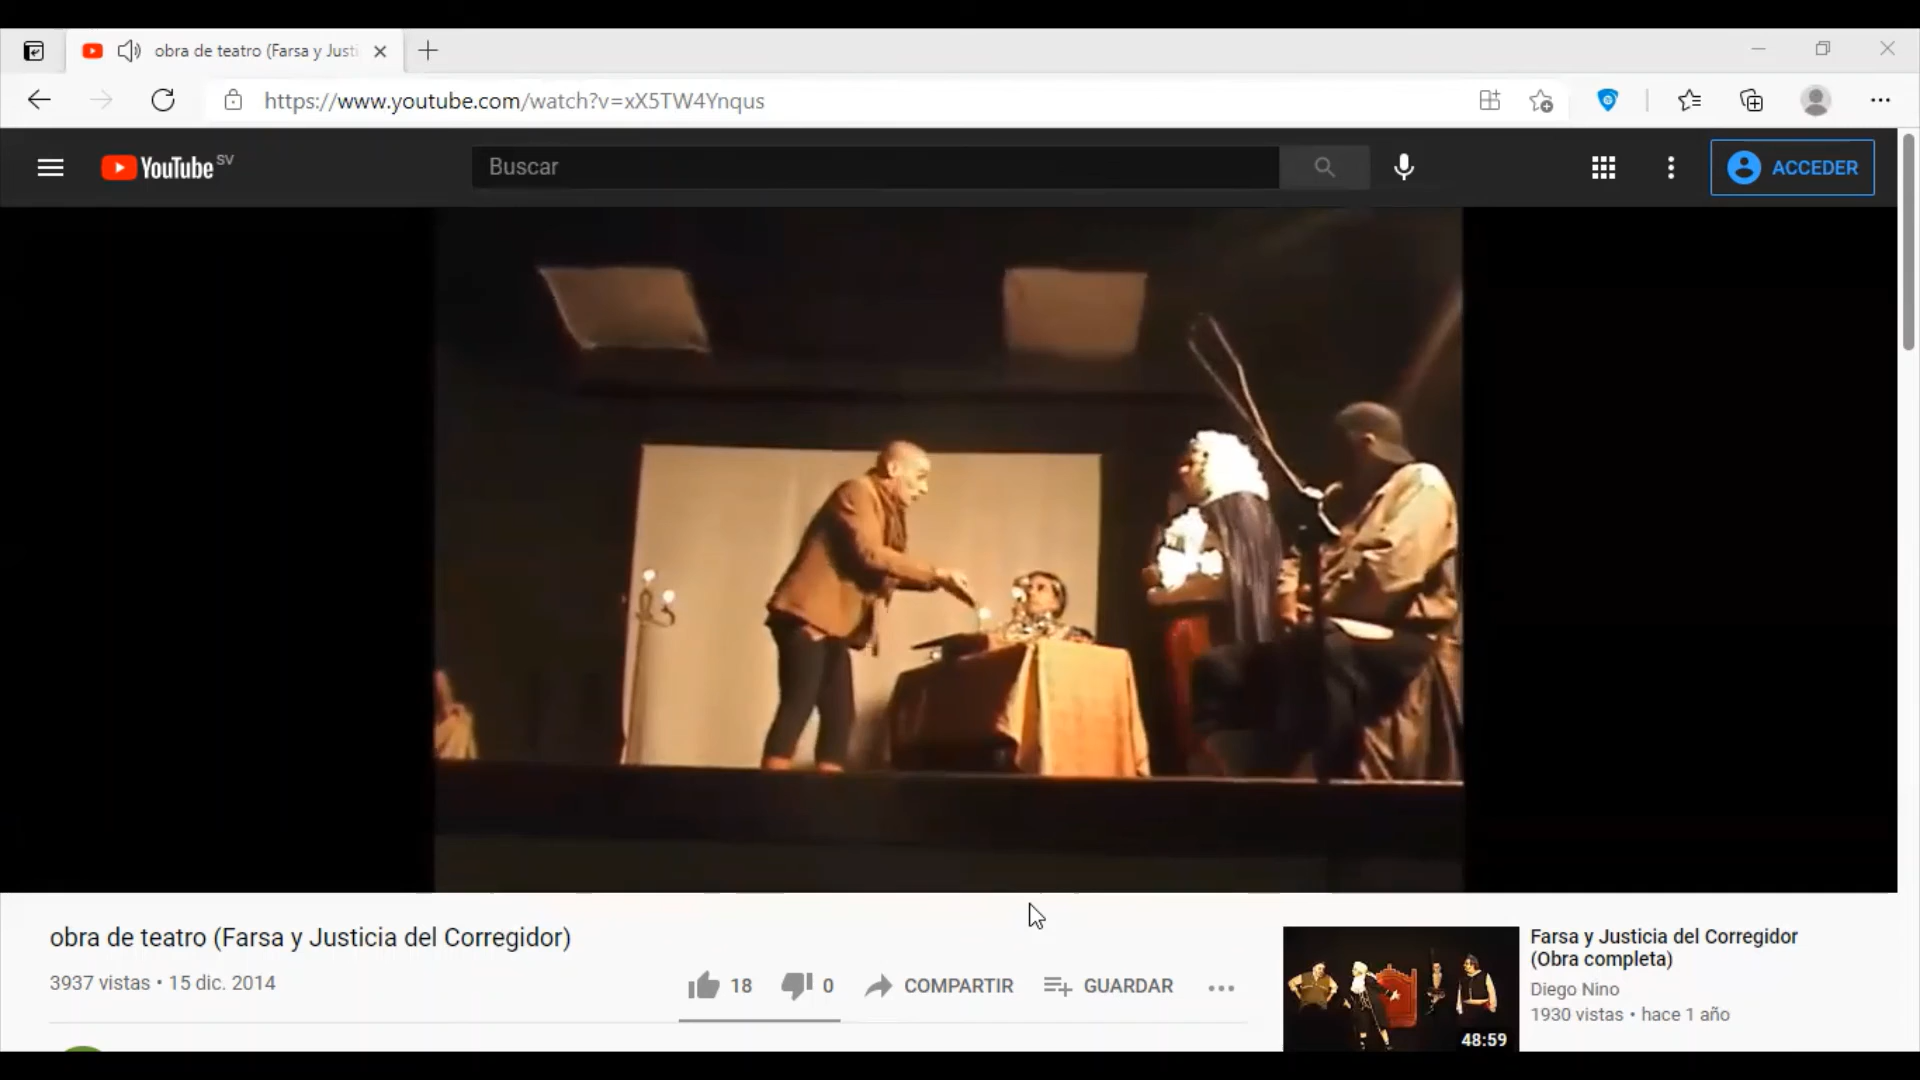 obra de teatro (Farsa y Justi
https://www.youtube.com/watch?v=xX5TW4Ynqus
YouTube SV
Buscar
ACCEDER
obra de teatro (Farsa y Justicia del Corregidor)
3937 vistas • 15 dic. 2014
18
0
COMPARTIR
GUARDAR
48:59
Farsa y Justicia del Corregidor
(Obra completa)
Diego Nino
1930 vistas • hace 1 año